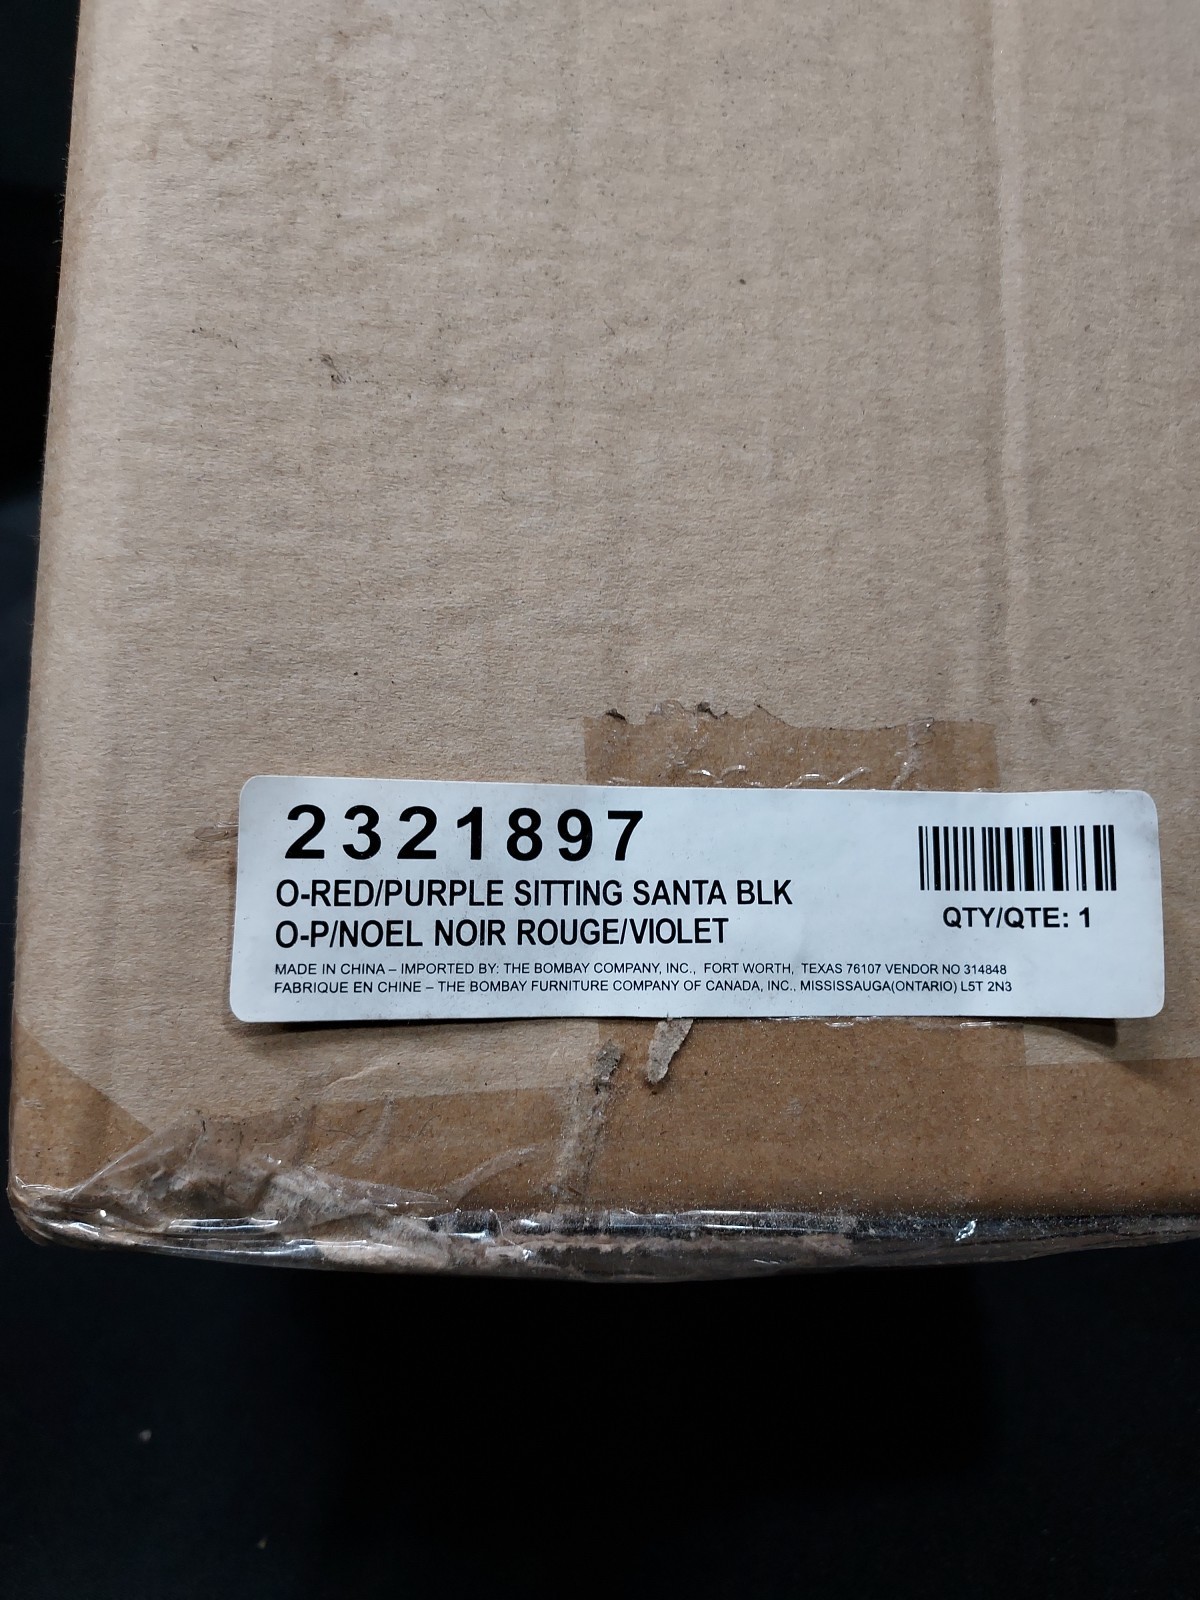 2321897
O-RED/PURPLE SITTING SANTA BLK
O-P/NOEL NOIR ROUGE/VIOLET
QTY/QTE: 1
MADE IN CHINA – IMPORTED BY: THE BOMBAY COMPANY, INC., FORT WORTH, TEXAS 76107 VENDOR NO 314848
FABRIQUE EN CHINE – THE BOMBAY FURNITURE COMPANY OF CANADA, INC., MISSISSAUGA(ONTARIO) L5T 2N3